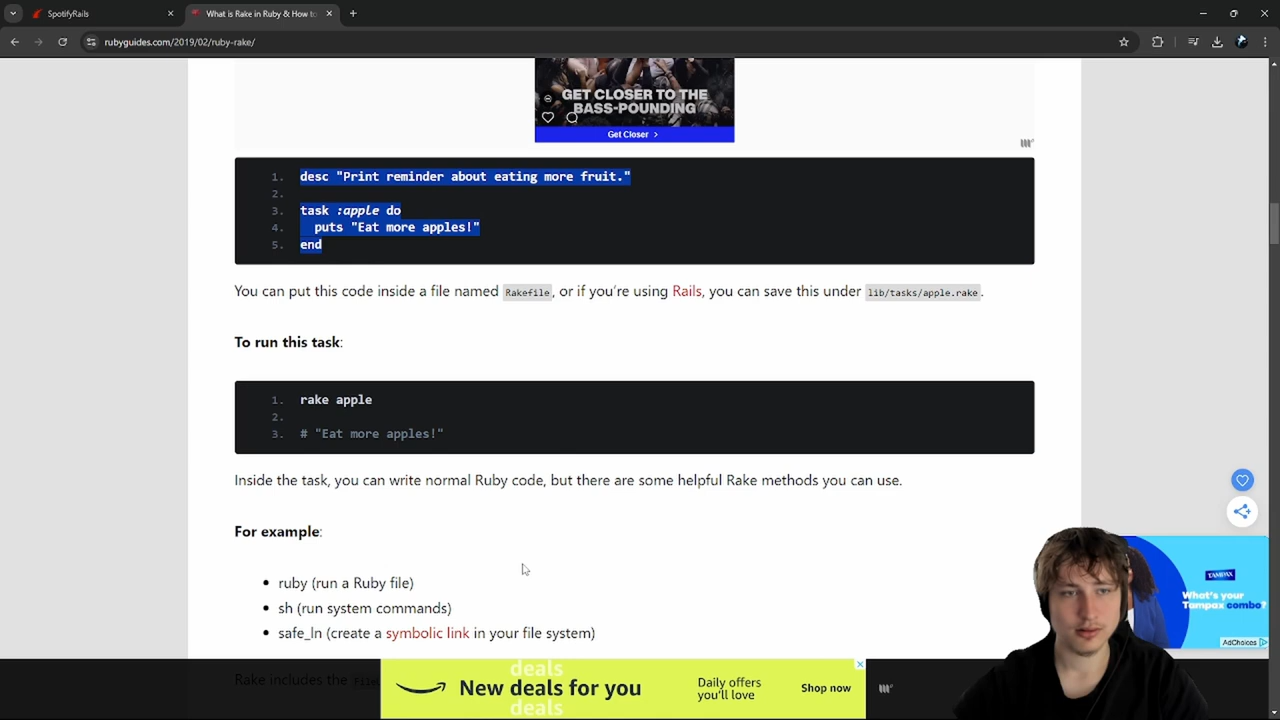 SpotifyRails
What is Rake in Ruby & How to
rubyguides.com/2019/02/ruby-rake/
GET CLOSER TO THE
BASS-POUNDING
Get Closer >
1. desc "Print reminder about eating more fruit."
2.
3. task :apple do
4. puts "Eat more apples!"
5. end
You can put this code inside a file named Rakefile, or if you're using Rails, you can save this under lib/tasks/apple.rake.
To run this task:
1. rake apple
2.
3. # "Eat more apples!"
Inside the task, you can write normal Ruby code, but there are some helpful Rake methods you can use.
For example:
• ruby (run a Ruby file)
• sh (run system commands)
• safe_ln (create a symbolic link in your file system)
TAMPAX
What's your
Tampax combo?
AdChoices
Rake includes the
deals
New deals for you
deals
Daily offers
you'll love
Shop now